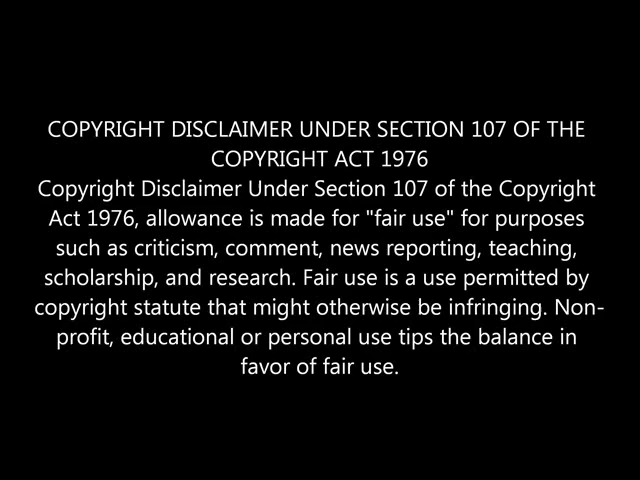 COPYRIGHT DISCLAIMER UNDER SECTION 107 OF THE
COPYRIGHT ACT 1976
Copyright Disclaimer Under Section 107 of the Copyright
Act 1976, allowance is made for "fair use" for purposes
such as criticism, comment, news reporting, teaching,
scholarship, and research. Fair use is a use permitted by
copyright statute that might otherwise be infringing. Non-
profit, educational or personal use tips the balance in
favor of fair use.